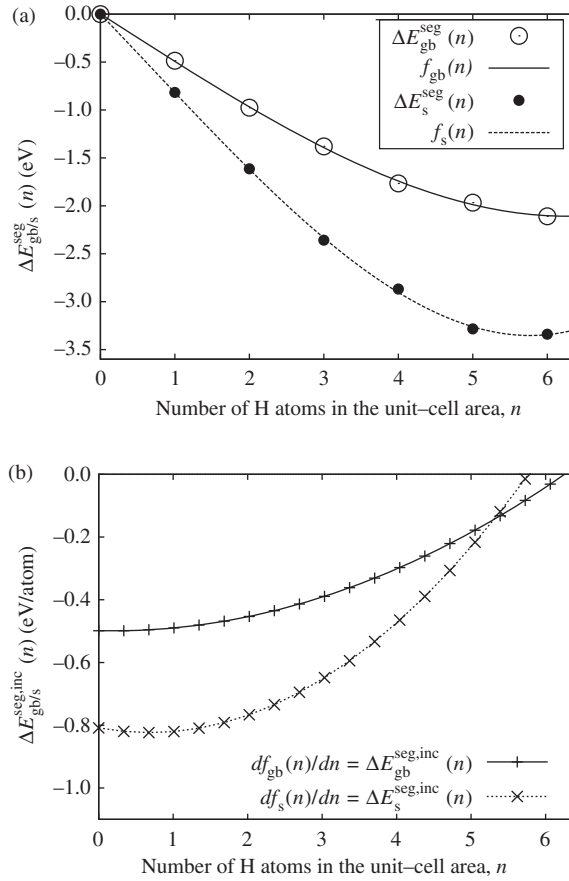 (a)
0.0
−0.5
−1.0
−1.5
−2.0
−2.5
−3.0
−3.5
ΔE^seg_gb/s (n) (eV)
ΔE^seg_gb (n)
f_gb(n)
ΔE^seg_s (n)
f_s(n)
0 1 2 3 4 5 6
Number of H atoms in the unit–cell area, n
(b)
0.0
−0.2
−0.4
−0.6
−0.8
−1.0
ΔE^seg,inc_gb/s (n) (eV/atom)
df_gb(n)/dn = ΔE^seg,inc_gb (n)
df_s(n)/dn = ΔE^seg,inc_s (n)
0 1 2 3 4 5 6
Number of H atoms in the unit–cell area, n